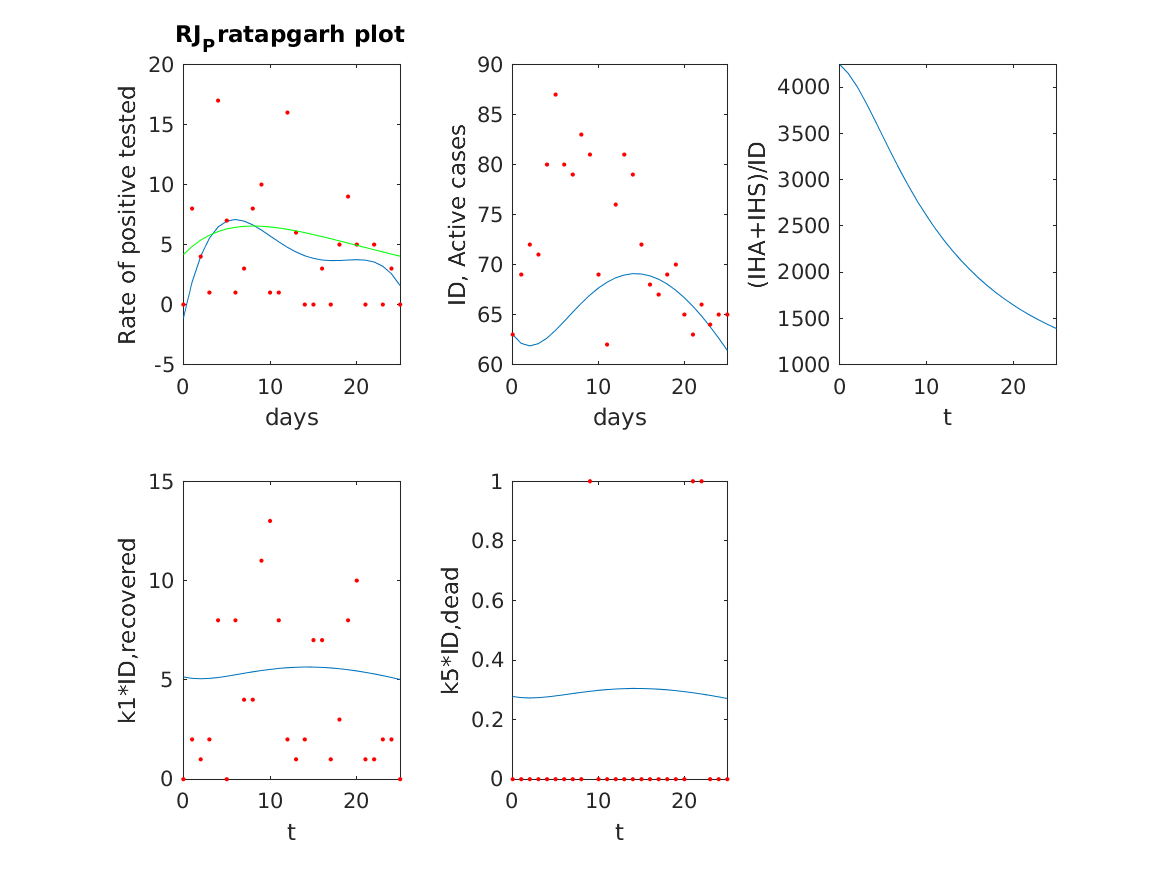 RJPratapgarh plot
20
15
10
5
0
-5
0 10 20
days
Rate of positive tested
90
85
80
75
70
65
60
0 10 20
days
ID, Active cases
4000
3500
3000
2500
2000
1500
1000
0 10 20
t
(IHA+IHS)/ID
15
10
5
0
0 10 20
t
k1*ID,recovered
1
0.8
0.6
0.4
0.2
0
0 10 20
t
k5*ID,dead